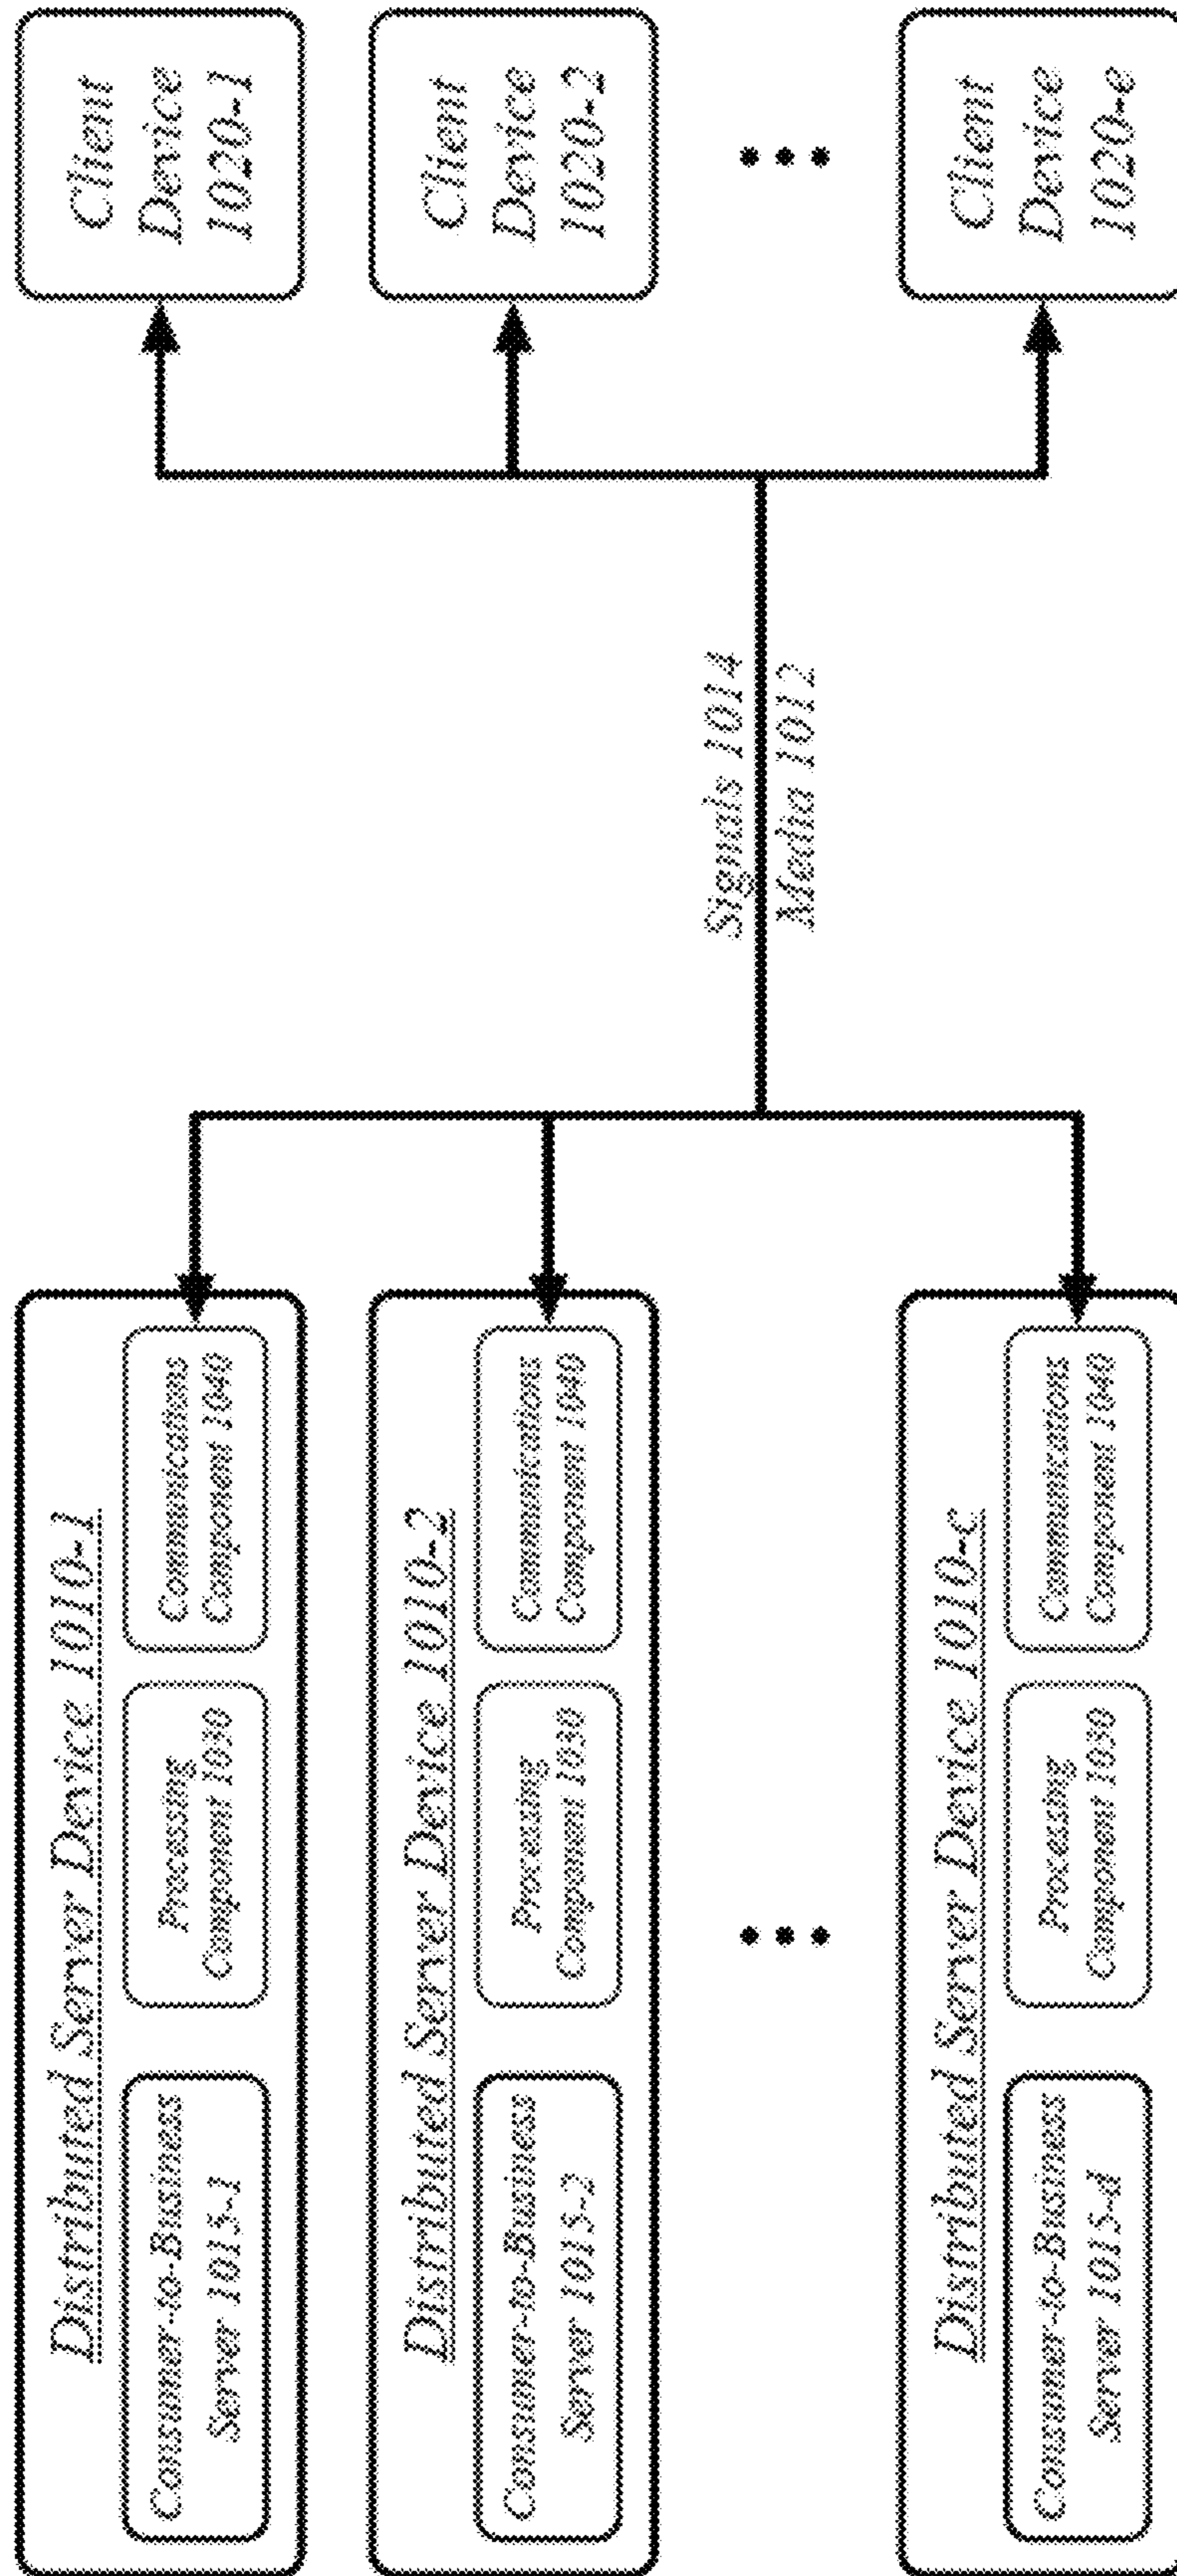 Distributed Server Device 1010-1
Consumer-to-Business
Server 1015-1
Processing
Component 1030
Communications
Component 1040
Distributed Server Device 1010-2
Consumer-to-Business
Server 1015-2
Processing
Component 1030
Communications
Component 1040
Distributed Server Device 1010-c
Consumer-to-Business
Server 1015-d
Processing
Component 1030
Communications
Component 1040
Signals 1014
Media 1012
Client
Device
1020-1
Client
Device
1020-2
Client
Device
1020-e